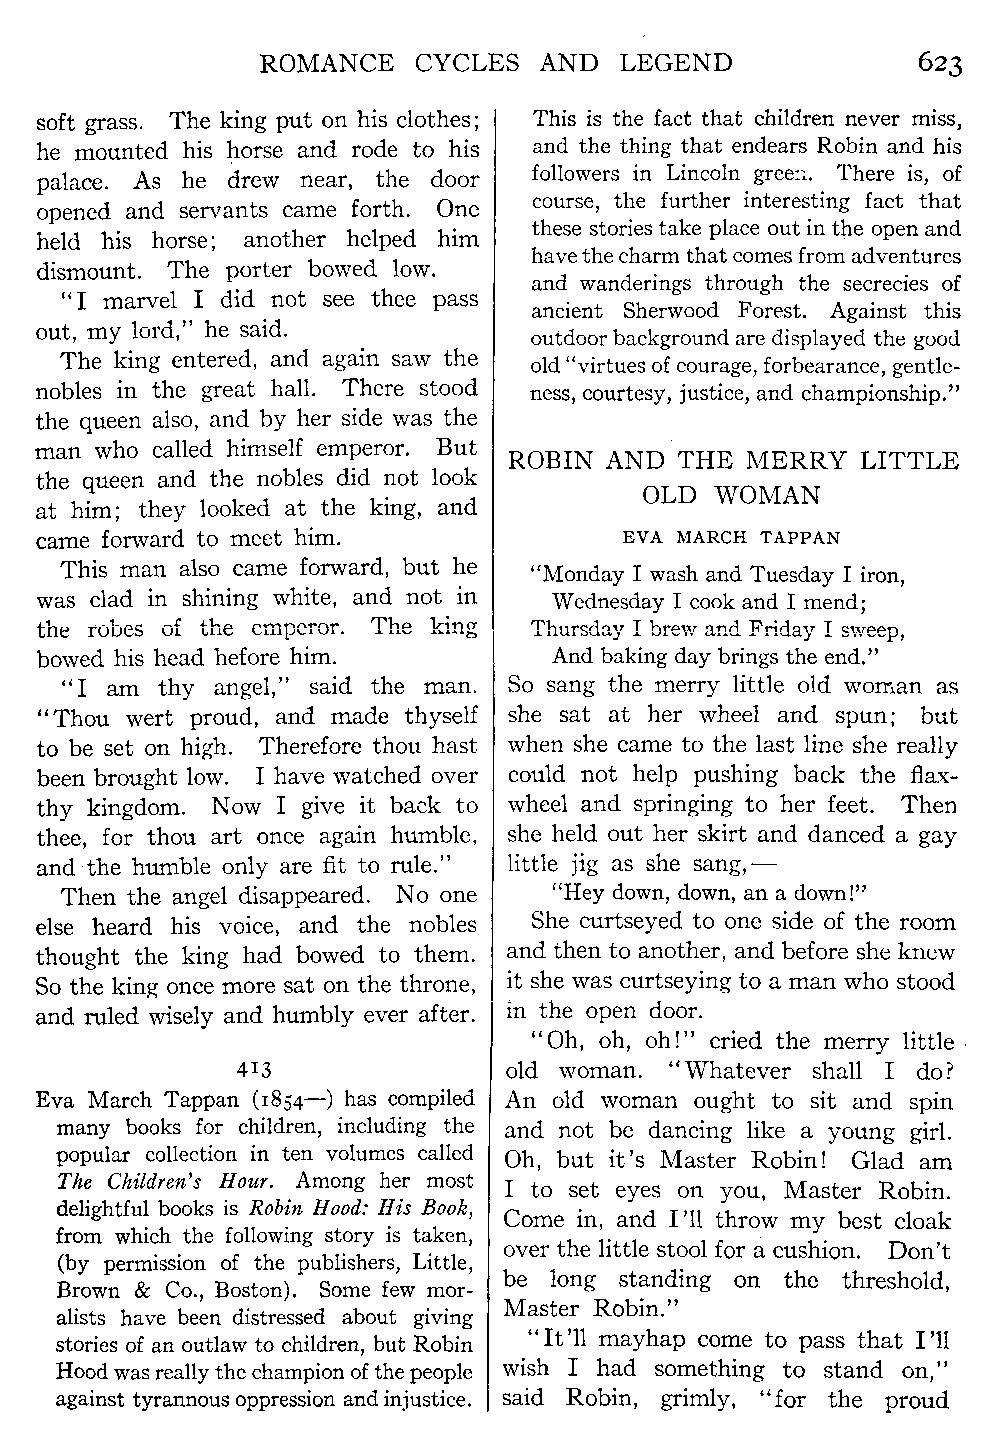 ROMANCE CYCLES AND LEGEND 623
soft grass. The king put on his clothes;
he mounted his horse and rode to his
palace. As he drew near, the door
opened and servants came forth. One
held his horse; another helped him
dismount. The porter bowed low.
"I marvel I did not see thee pass
out, my lord," he said.
The king entered, and again saw the
nobles in the great hall. There stood
the queen also, and by her side was the
man who called himself emperor. But
the queen and the nobles did not look
at him; they looked at the king, and
came forward to meet him.
This man also came forward, but he
was clad in shining white, and not in
the robes of the emperor. The king
bowed his head before him.
"I am thy angel," said the man.
"Thou wert proud, and made thyself
to be set on high. Therefore thou hast
been brought low. I have watched over
thy kingdom. Now I give it back to
thee, for thou art once again humble,
and the humble only are fit to rule."
Then the angel disappeared. No one
else heard his voice, and the nobles
thought the king had bowed to them.
So the king once more sat on the throne,
and ruled wisely and humbly ever after.
413
Eva March Tappan (1854—) has compiled
many books for children, including the
popular collection in ten volumes called
The Children's Hour. Among her most
delightful books is Robin Hood: His Book,
from which the following story is taken,
(by permission of the publishers, Little,
Brown & Co., Boston). Some few mor-
alists have been distressed about giving
stories of an outlaw to children, but Robin
Hood was really the champion of the people
against tyrannous oppression and injustice.
This is the fact that children never miss,
and the thing that endears Robin and his
followers in Lincoln green. There is, of
course, the further interesting fact that
these stories take place out in the open and
have the charm that comes from adventures
and wanderings through the secrecies of
ancient Sherwood Forest. Against this
outdoor background are displayed the good
old "virtues of courage, forbearance, gentle-
ness, courtesy, justice, and championship."
ROBIN AND THE MERRY LITTLE
OLD WOMAN
EVA MARCH TAPPAN
"Monday I wash and Tuesday I iron,
Wednesday I cook and I mend;
Thursday I brew and Friday I sweep,
And baking day brings the end."
So sang the merry little old woman as
she sat at her wheel and spun; but
when she came to the last line she really
could not help pushing back the flax-
wheel and springing to her feet. Then
she held out her skirt and danced a gay
little jig as she sang,—
"Hey down, down, an a down!"
She curtseyed to one side of the room
and then to another, and before she knew
it she was curtseying to a man who stood
in the open door.
"Oh, oh, oh!" cried the merry little
old woman. "Whatever shall I do?
An old woman ought to sit and spin
and not be dancing like a young girl.
Oh, but it's Master Robin! Glad am
I to set eyes on you, Master Robin.
Come in, and I'll throw my best cloak
over the little stool for a cushion. Don't
be long standing on the threshold,
Master Robin."
"It'll mayhap come to pass that I'll
wish I had something to stand on,"
said Robin, grimly, "for the proud